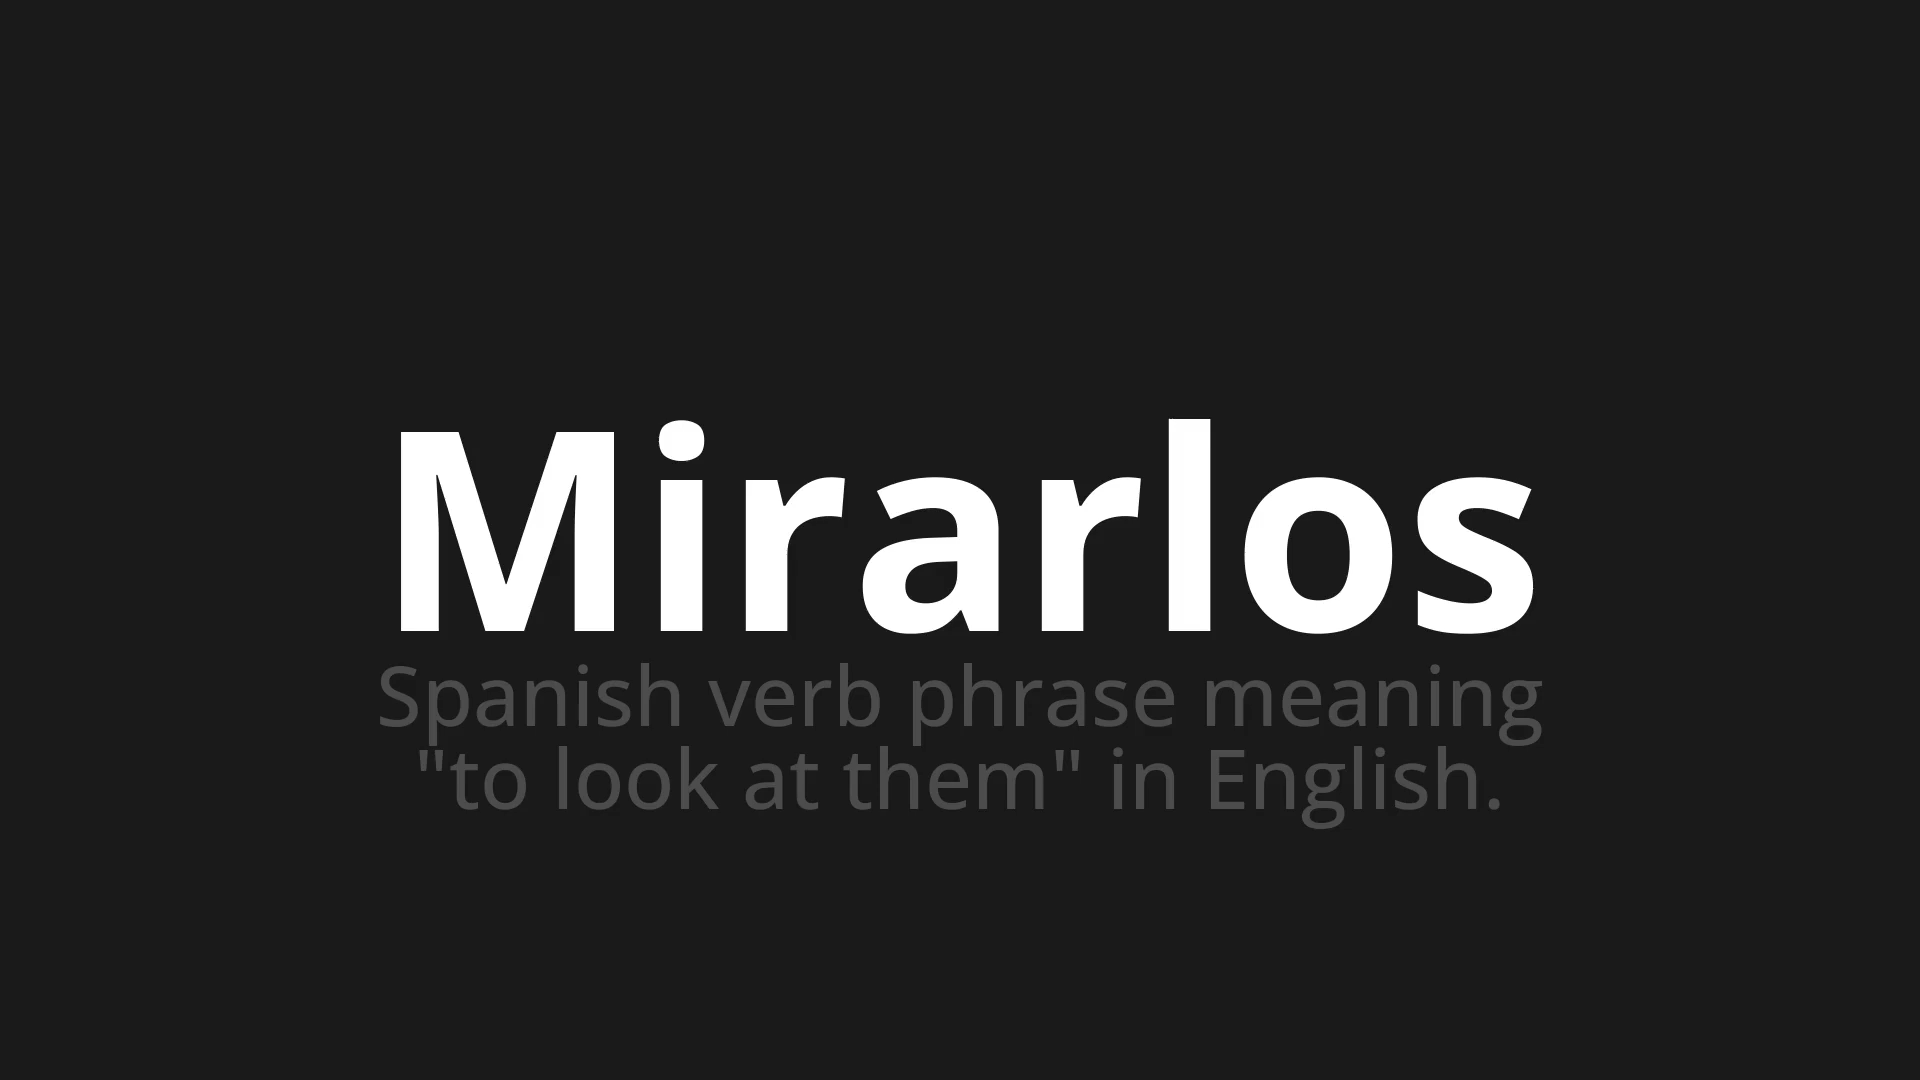 Mirarlos
Spanish verb phrase meaning
"to look at them" in English.